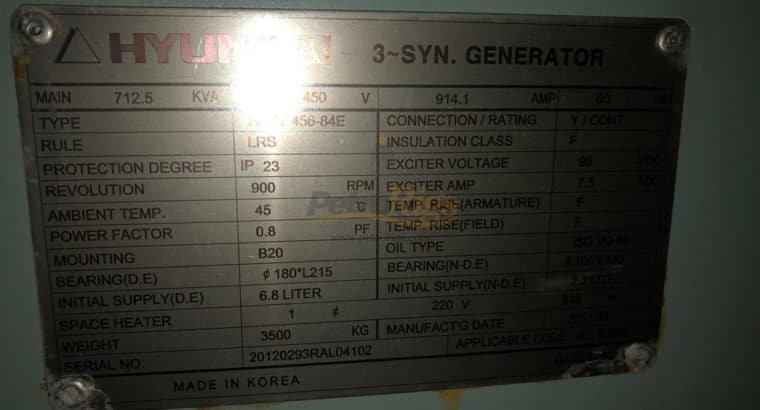 HYUNDAI 3~SYN. GENERATOR
MAIN 712.5 KVA 450 V 914.1 AMP 60
TYPE 456-84E CONNECTION / RATING Y / CONT
RULE LRS INSULATION CLASS F
PROTECTION DEGREE IP 23 EXCITER VOLTAGE VDC
REVOLUTION 900 RPM EXCITER AMP 7.5 ADC
AMBIENT TEMP. 45 °C TEMP. RISE(ARMATURE) F
POWER FACTOR 0.8 PF TEMP. RISE(FIELD) F
MOUNTING B20 OIL TYPE ISO
BEARING(D.E) ¢180*L215 BEARING(N-D.E)
INITIAL SUPPLY(D.E) 6.8 LITER INITIAL SUPPLY(N-D.E)
SPACE HEATER 1 ¢ 220 V W
WEIGHT 3500 KG MANUFACT'G DATE
SERIAL NO. 20120293RAL04102 APPLICABLE CODE
MADE IN KOREA